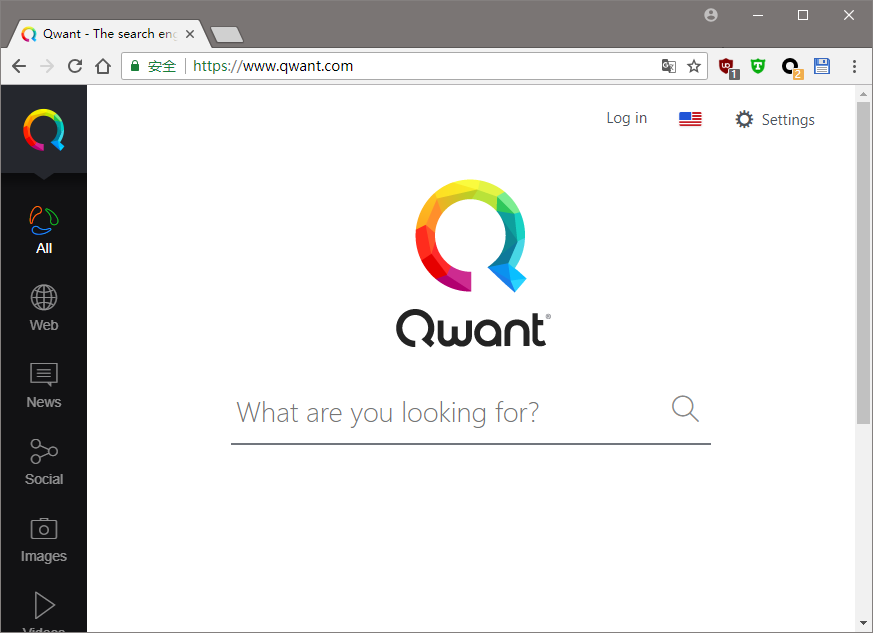 Qwant - The search eng
安全
https://www.qwant.com
1
2
Log in
Settings
All
Web
News
Social
Images
Videos
Qwant®
What are you looking for?